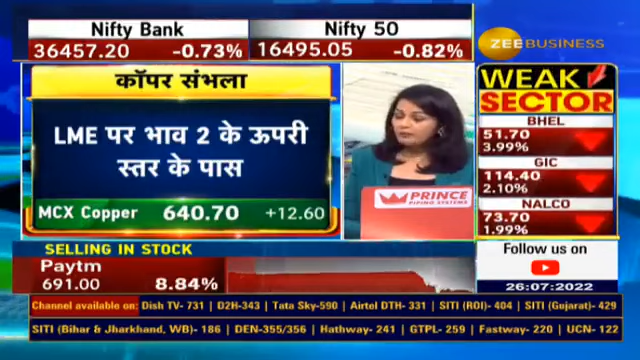 Nifty Bank
36457.20 -0.73%
Nifty 50
16495.05 -0.82%
ZEE BUSINESS
कॉपर संभला
LME पर भाव 2 के ऊपरी
स्तर के पास
MCX Copper 640.70 +12.60
PRINCE
PIPING SYSTEMS
WEAK
SECTOR
BHEL
51.70
3.99%
GIC
114.40
2.10%
NALCO
73.70
1.99%
SELLING IN STOCK
Paytm
691.00 8.84%
Follow us on
26-07-2022
Channel available on: Dish TV- 731 | D2H-343 | Tata Sky-590 | Airtel DTH- 331 | SITI (ROI)- 404 | SITI (Gujarat)- 429
SITI (Bihar & Jharkhand, WB)- 186 | DEN-355/356 | Hathway- 241 | GTPL- 259 | Fastway- 220 | UCN- 122